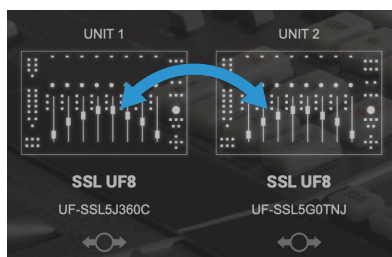 UNIT 1
UNIT 2
SSL UF8
SSL UF8
UF-SSL5J360C
UF-SSL5G0TNJ